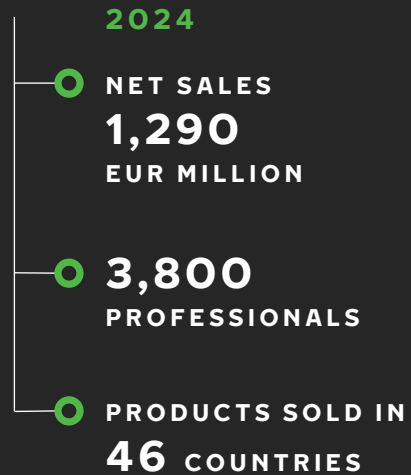 2024
NET SALES
1,290
EUR MILLION
3,800
PROFESSIONALS
PRODUCTS SOLD IN
46 COUNTRIES